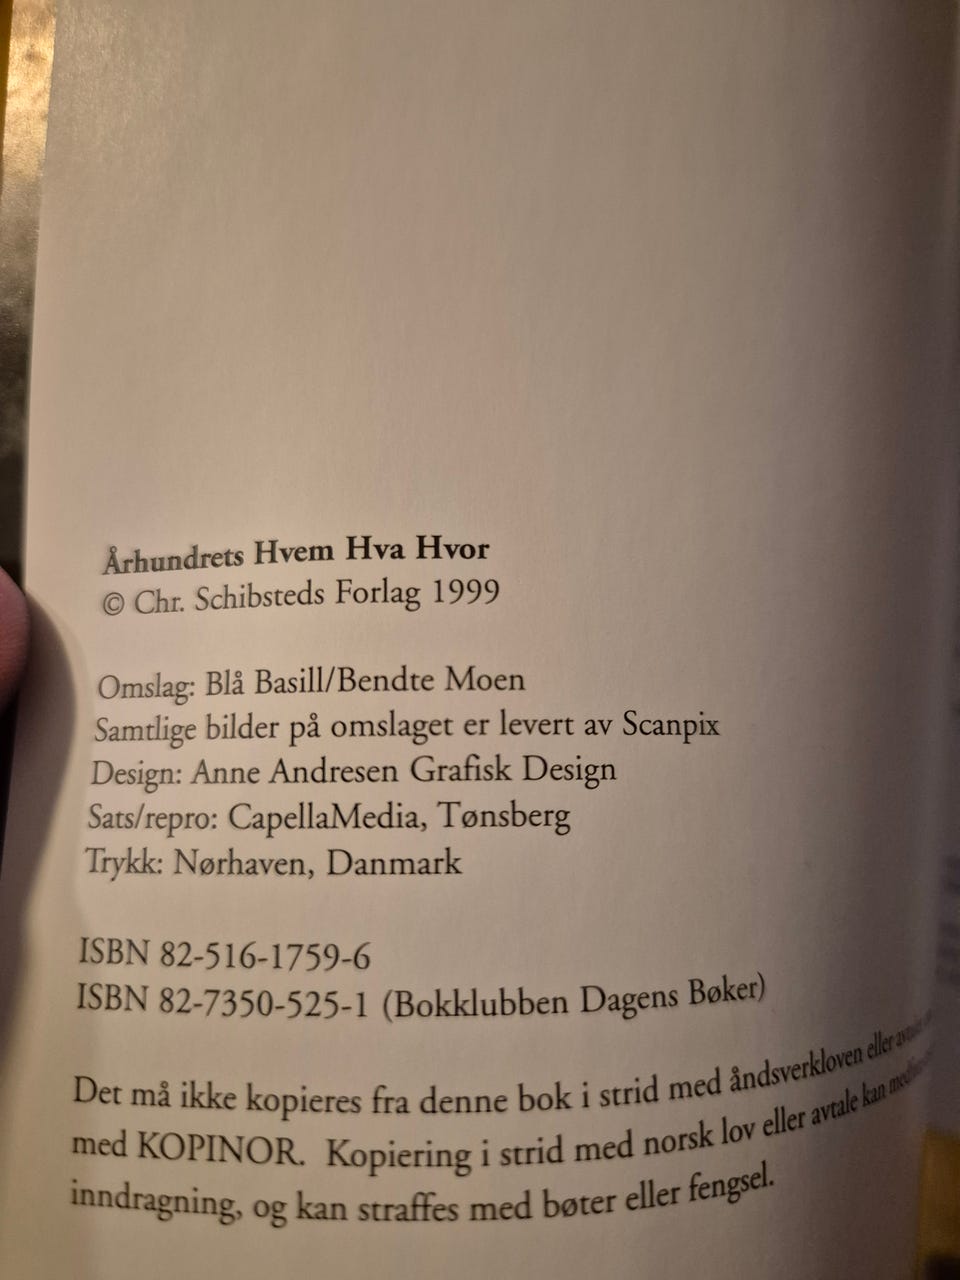 Århundrets Hvem Hva Hvor
© Chr. Schibsteds Forlag 1999
Omslag: Blå Basill/Bendte Moen
Samtlige bilder på omslaget er levert av Scanpix
Design: Anne Andresen Grafisk Design
Sats/repro: CapellaMedia, Tønsberg
Trykk: Nørhaven, Danmark
ISBN 82-516-1759-6
ISBN 82-7350-525-1 (Bokklubben Dagens Bøker)
Det må ikke kopieres fra denne bok i strid med åndsverkloven eller
med KOPINOR. Kopiering i strid med norsk lov eller avtale kan
inndragning, og kan straffes med bøter eller fengsel.